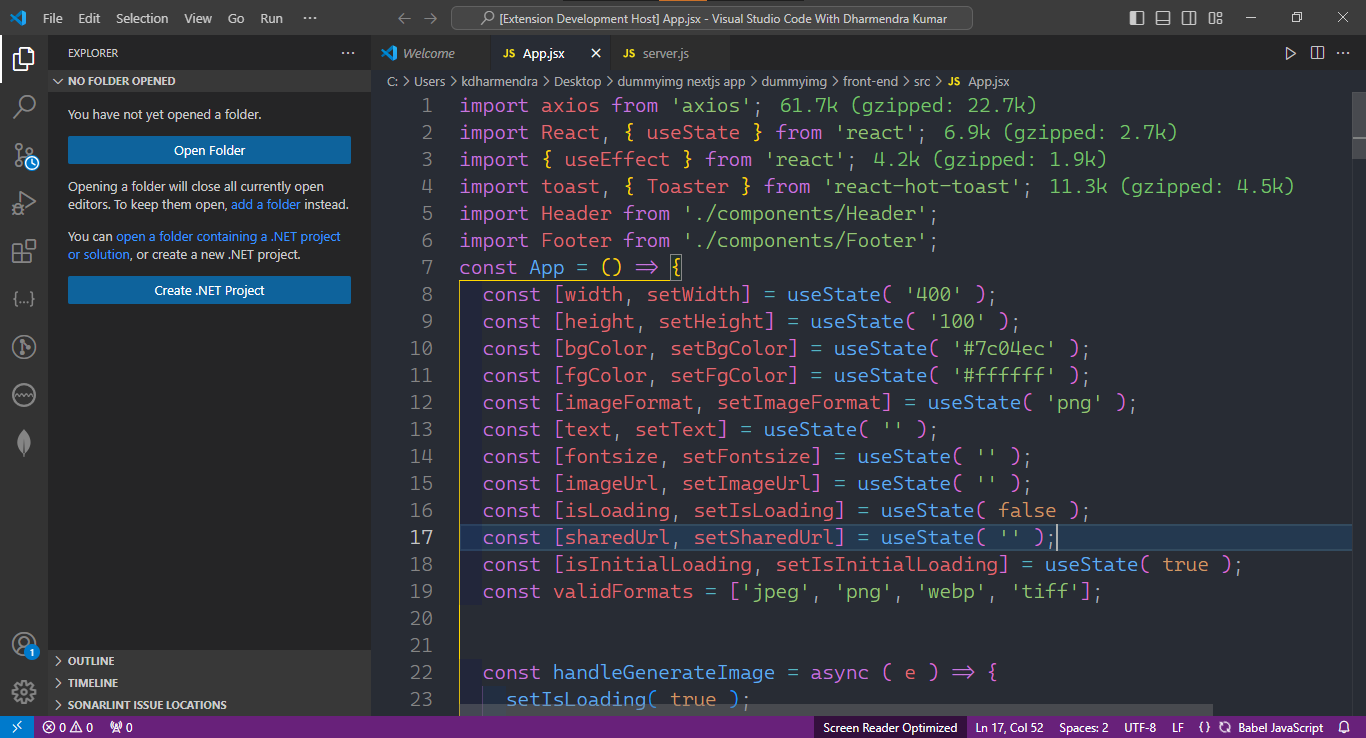 File Edit Selection View Go Run ···
[Extension Development Host] App.jsx - Visual Studio Code With Dharmendra Kumar
EXPLORER
NO FOLDER OPENED
You have not yet opened a folder.
Open Folder
Opening a folder will close all currently open
editors. To keep them open, add a folder instead.
You can open a folder containing a .NET project
or solution, or create a new .NET project.
Create .NET Project
{...}
1
OUTLINE
TIMELINE
SONARLINT ISSUE LOCATIONS
Welcome JS App.jsx JS server.js
C: > Users > kdharmendra > Desktop > dummyimg nextjs app > dummyimg > front-end > src > JS App.jsx
1 import axios from 'axios'; 61.7k (gzipped: 22.7k)
2 import React, { useState } from 'react'; 6.9k (gzipped: 2.7k)
3 import { useEffect } from 'react'; 4.2k (gzipped: 1.9k)
4 import toast, { Toaster } from 'react-hot-toast'; 11.3k (gzipped: 4.5k)
5 import Header from './components/Header';
6 import Footer from './components/Footer';
7 const App = () => {
8 const [width, setWidth] = useState( '400' );
9 const [height, setHeight] = useState( '100' );
10 const [bgColor, setBgColor] = useState( '#7c04ec' );
11 const [fgColor, setFgColor] = useState( '#ffffff' );
12 const [imageFormat, setImageFormat] = useState( 'png' );
13 const [text, setText] = useState( '' );
14 const [fontsize, setFontsize] = useState( '' );
15 const [imageUrl, setImageUrl] = useState( '' );
16 const [isLoading, setIsLoading] = useState( false );
17 const [sharedUrl, setSharedUrl] = useState( '' );
18 const [isInitialLoading, setIsInitialLoading] = useState( true );
19 const validFormats = ['jpeg', 'png', 'webp', 'tiff'];
20
21
22 const handleGenerateImage = async ( e ) => {
23 setIsLoading( true );
0 0 0 Screen Reader Optimized Ln 17, Col 52 Spaces: 2 UTF-8 LF {} Babel JavaScript